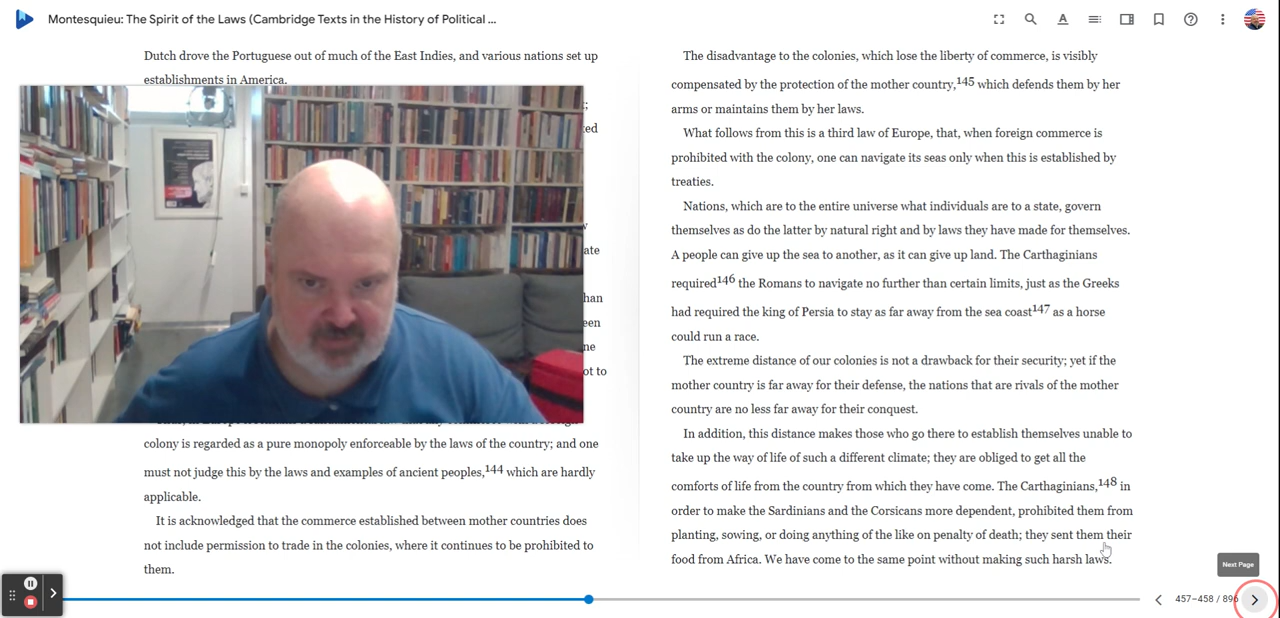 Montesquieu: The Spirit of the Laws (Cambridge Texts in the History of Political ...
Dutch drove the Portuguese out of much of the East Indies, and various nations set up
establishments in America.
;
ted
w
ate
han
een
ne
ot to
colony is regarded as a pure monopoly enforceable by the laws of the country; and one
must not judge this by the laws and examples of ancient peoples,144 which are hardly
applicable.
It is acknowledged that the commerce established between mother countries does
not include permission to trade in the colonies, where it continues to be prohibited to
them.
The disadvantage to the colonies, which lose the liberty of commerce, is visibly
compensated by the protection of the mother country,145 which defends them by her
arms or maintains them by her laws.
What follows from this is a third law of Europe, that, when foreign commerce is
prohibited with the colony, one can navigate its seas only when this is established by
treaties.
Nations, which are to the entire universe what individuals are to a state, govern
themselves as do the latter by natural right and by laws they have made for themselves.
A people can give up the sea to another, as it can give up land. The Carthaginians
required146 the Romans to navigate no further than certain limits, just as the Greeks
had required the king of Persia to stay as far away from the sea coast147 as a horse
could run a race.
The extreme distance of our colonies is not a drawback for their security; yet if the
mother country is far away for their defense, the nations that are rivals of the mother
country are no less far away for their conquest.
In addition, this distance makes those who go there to establish themselves unable to
take up the way of life of such a different climate; they are obliged to get all the
comforts of life from the country from which they have come. The Carthaginians,148 in
order to make the Sardinians and the Corsicans more dependent, prohibited them from
planting, sowing, or doing anything of the like on penalty of death; they sent them their
food from Africa. We have come to the same point without making such harsh laws.
Next Page
457–458 / 896